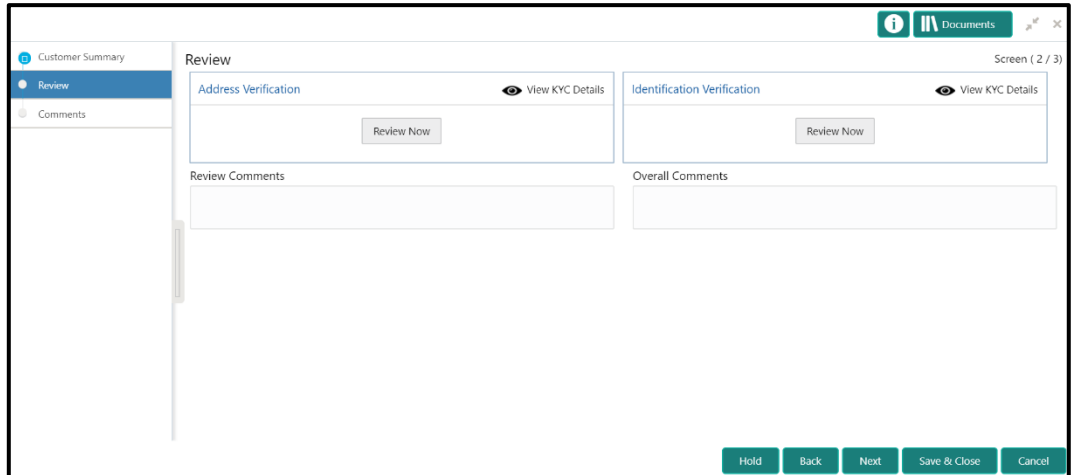 Documents
Customer Summary
Review
Comments
Review
Screen ( 2 / 3)
Address Verification
View KYC Details
Review Now
Identification Verification
View KYC Details
Review Now
Review Comments
Overall Comments
Hold
Back
Next
Save & Close
Cancel